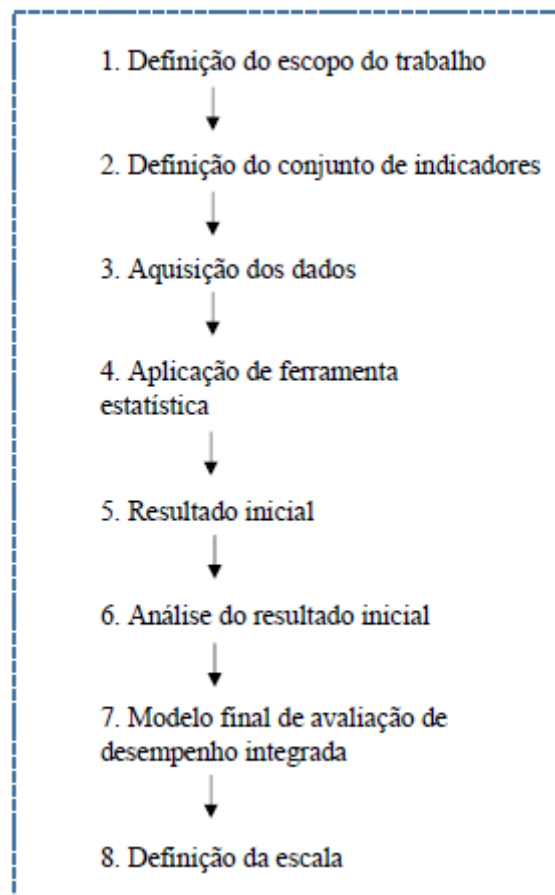 1. Definição do escopo do trabalho
2. Definição do conjunto de indicadores
3. Aquisição dos dados
4. Aplicação de ferramenta
estatística
5. Resultado inicial
6. Análise do resultado inicial
7. Modelo final de avaliação de
desempenho integrada
8. Definição da escala